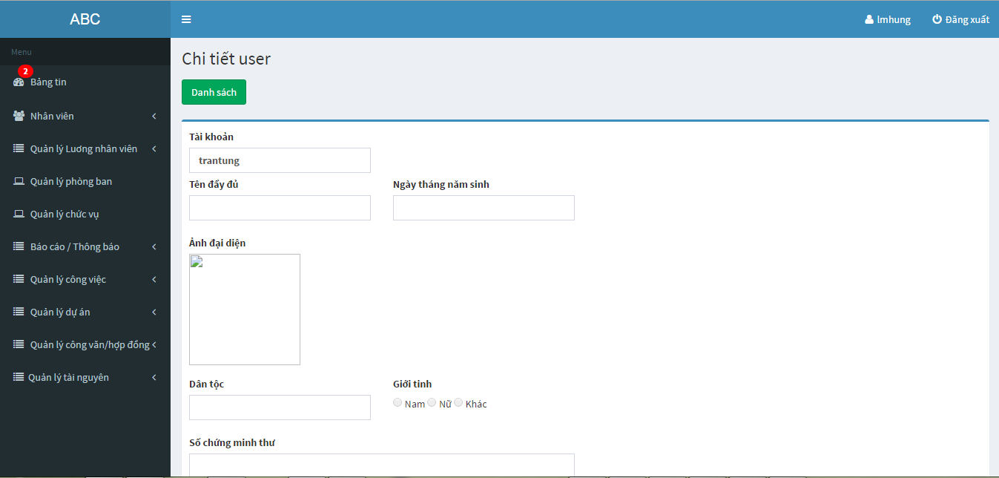 ABC
lmhung
Đăng xuất
Menu
2
Bảng tin
Nhân viên
Quản lý Lương nhân viên
Quản lý phòng ban
Quản lý chức vụ
Báo cáo / Thông báo
Quản lý công việc
Quản lý dự án
Quản lý công văn/hợp đồng
Quản lý tài nguyên
Chi tiết user
Danh sách
Tài khoản
trantung
Tên đầy đủ
Ngày tháng năm sinh
Ảnh đại diện
Dân tộc
Giới tính
Nam Nữ Khác
Số chứng minh thư